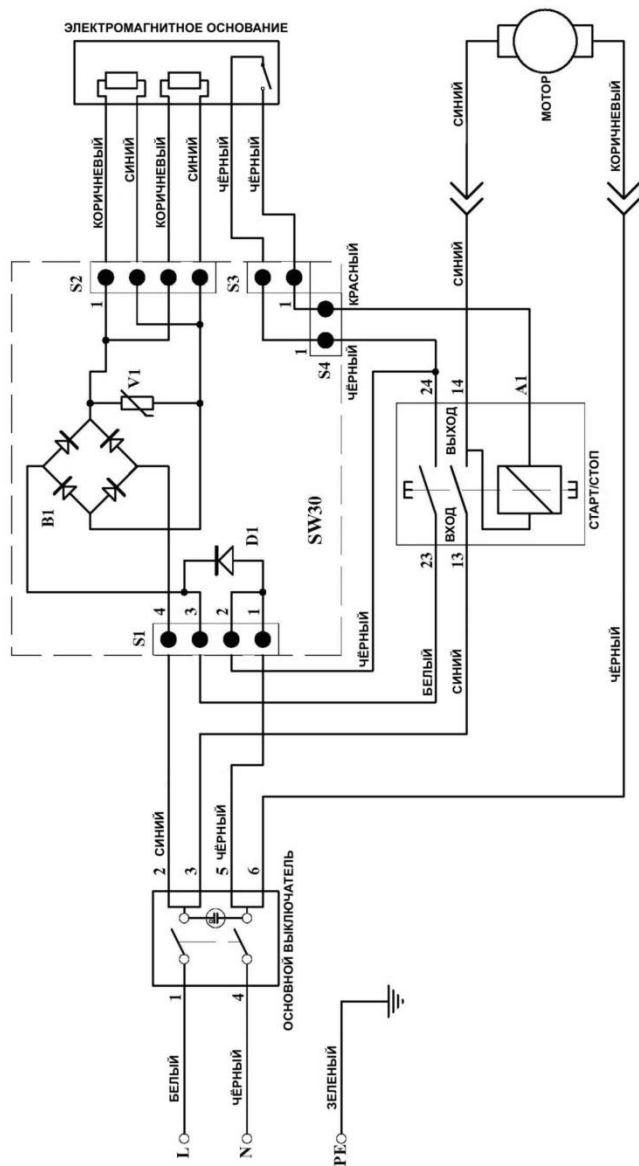 ЭЛЕКТРОМАГНИТНОЕ ОСНОВАНИЕ
КОРИЧНЕВЫЙ
СИНИЙ
КОРИЧНЕВЫЙ
СИНИЙ
ЧЁРНЫЙ
ЧЁРНЫЙ
СИНИЙ
МОТОР
КОРИЧНЕВЫЙ
S2
1
S3
1
КРАСНЫЙ
1
S4
ЧЁРНЫЙ
СИНИЙ
V1
B1
SW30
D1
24
14
A1
ВЫХОД
ВХОД
СТАРТ/СТОП
23
13
S1
4
3
2
1
ЧЁРНЫЙ
БЕЛЫЙ
СИНИЙ
ЧЁРНЫЙ
2
СИНИЙ
3
5
ЧЁРНЫЙ
6
ОСНОВНОЙ ВЫКЛЮЧАТЕЛЬ
1
4
БЕЛЫЙ
ЧЁРНЫЙ
ЗЕЛЕНЫЙ
L
N
PE